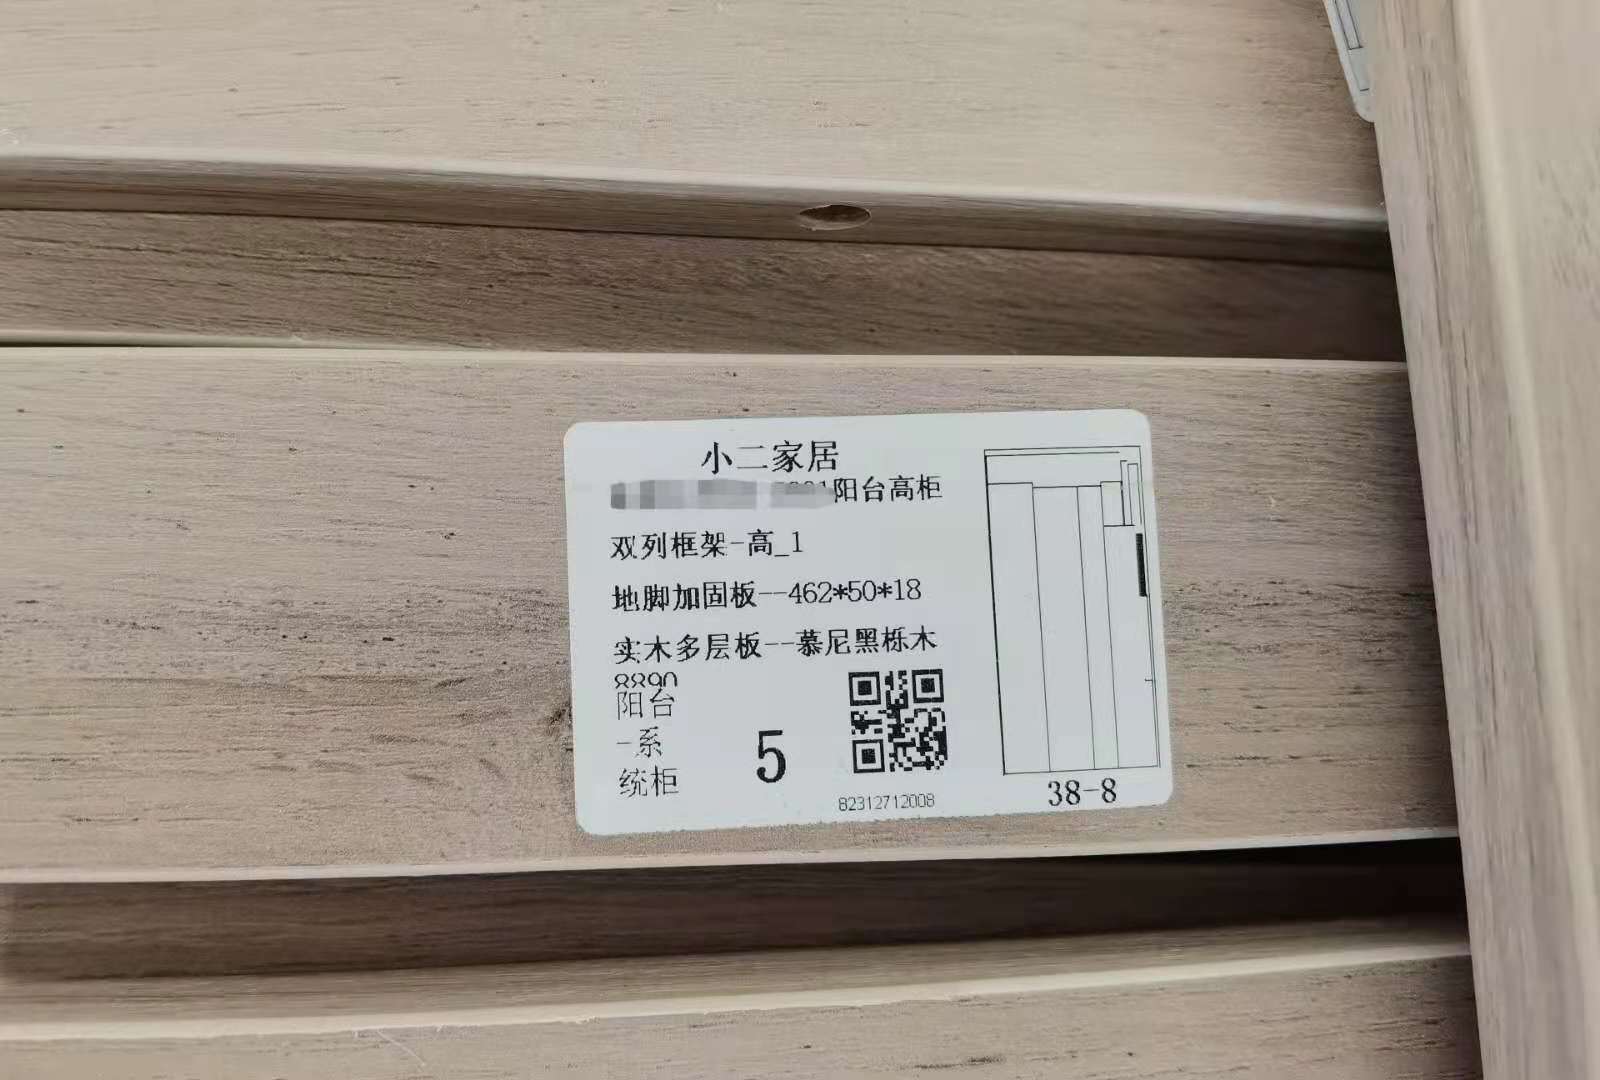 小二家居
阳台高柜
双列框架-高_1
地脚加固板--462*50*18
实木多层板--慕尼黑栎木
8890
阳台
-系
统柜
5
82312712008
38-8